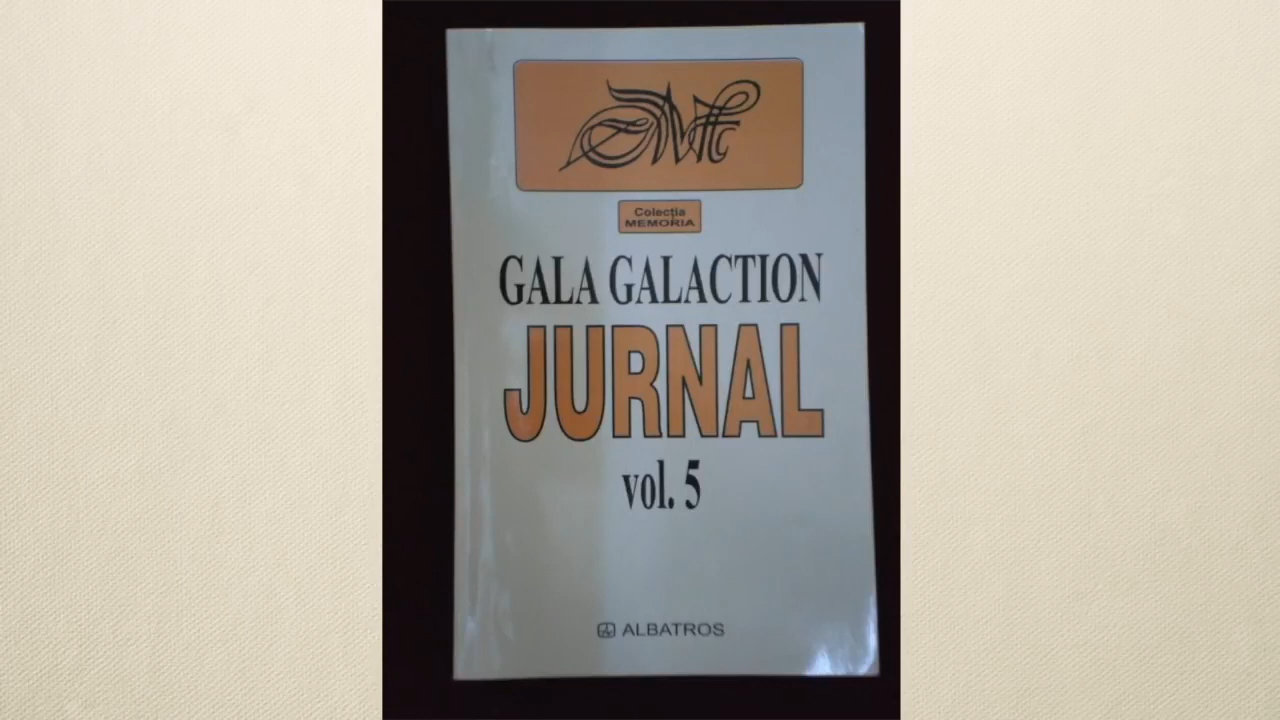 Colecția
MEMORIA
GALA GALACTION
JURNAL
vol. 5
ALBATROS